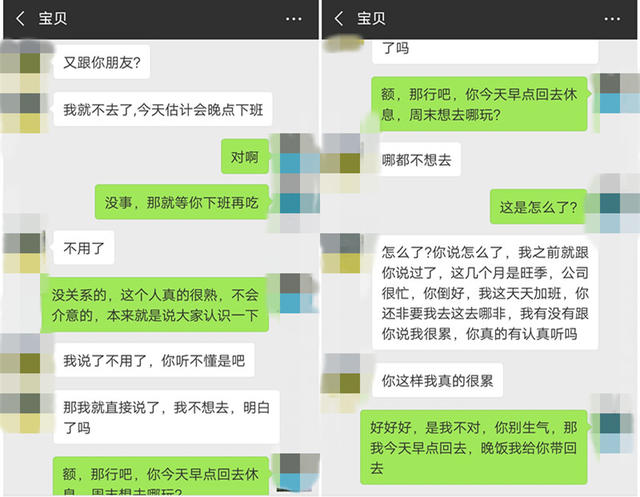 宝贝
又跟你朋友?
我就不去了,今天估计会晚点下班
对啊
没事，那就等你下班再吃
不用了
没关系的，这个人真的很熟，不会
介意的，本来就是说大家认识一下
我说了不用了，你听不懂是吧
那我就直接说了，我不想去，明白
了吗
额，那行吧，你今天早点回去休
息，周末想去哪玩?
宝贝
了吗
额，那行吧，你今天早点回去休
息，周末想去哪玩?
哪都不想去
这是怎么了?
怎么了?你说怎么了，我之前就跟
你说过了，这几个月是旺季，公司
很忙，你倒好，我这天天加班，你
还非要我去这去哪非，我有没有跟
你说我很累，你真的有认真听吗
你这样我真的很累
好好好，是我不对，你别生气，那
我今天早点回去，晚饭我给你带回
去